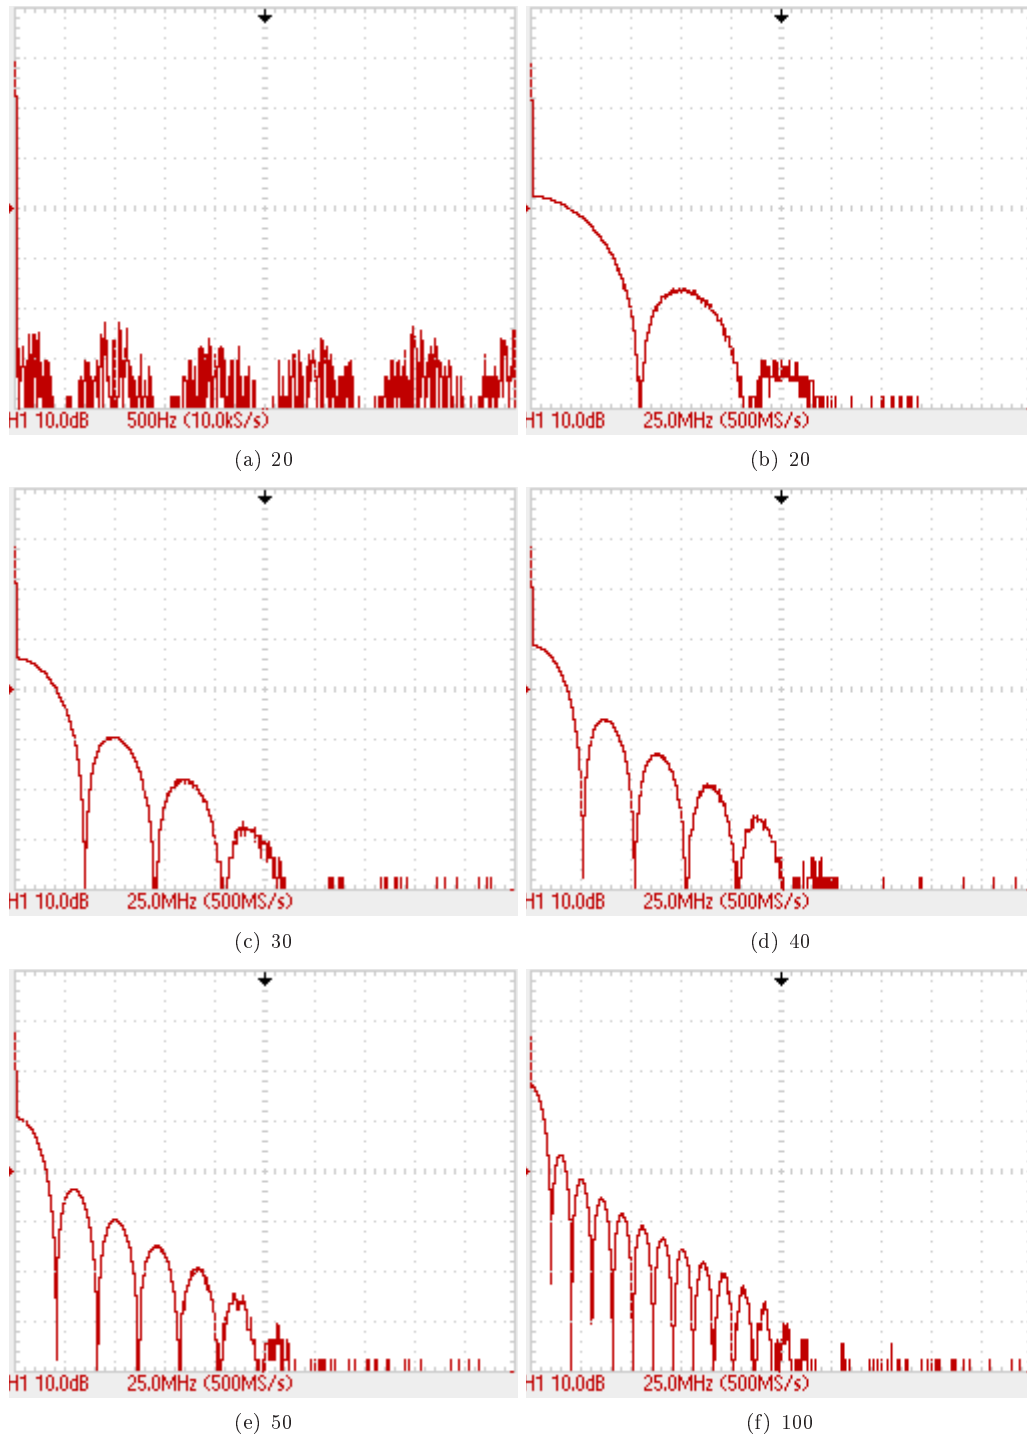 H1 10.0dB 500Hz (10.0kS/s)
H1 10.0dB 25.0MHz (500MS/s)
(a) 20
(b) 20
H1 10.0dB 25.0MHz (500MS/s)
H1 10.0dB 25.0MHz (500MS/s)
(c) 30
(d) 40
H1 10.0dB 25.0MHz (500MS/s)
H1 10.0dB 25.0MHz (500MS/s)
(e) 50
(f) 100